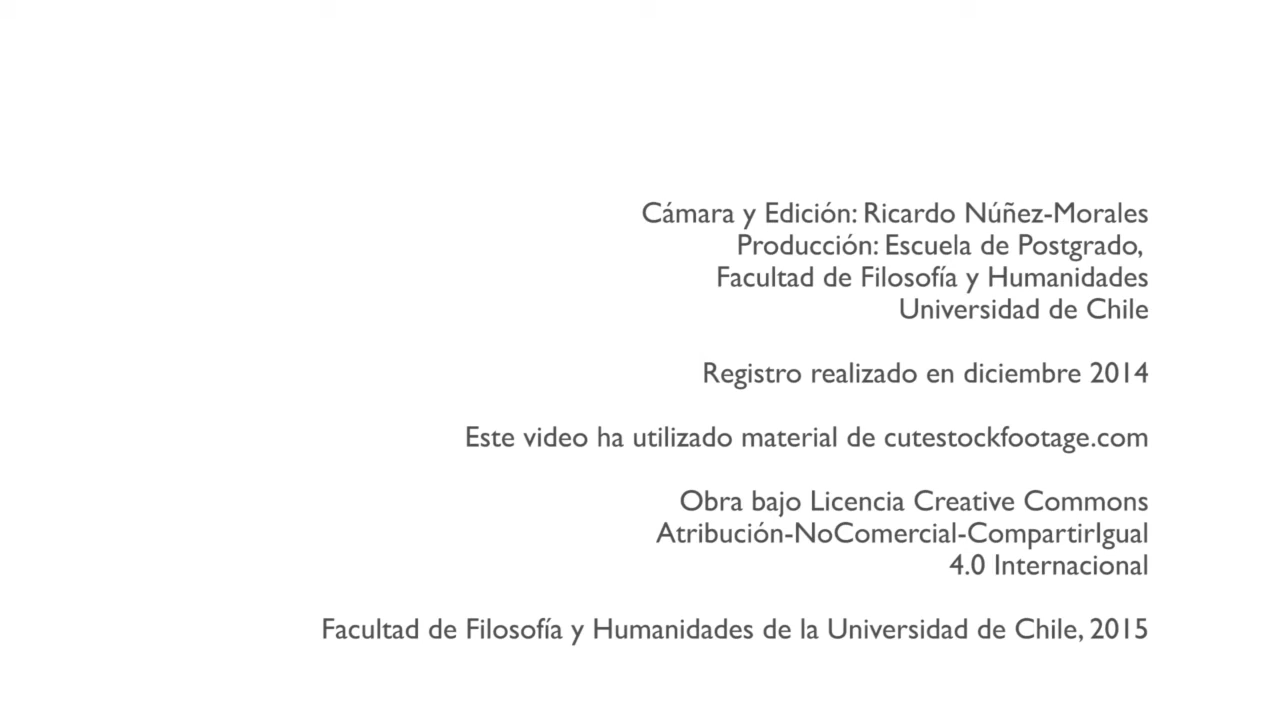 Cámara y Edición: Ricardo Núñez-Morales
Producción: Escuela de Postgrado,
Facultad de Filosofía y Humanidades
Universidad de Chile
Registro realizado en diciembre 2014
Este video ha utilizado material de cutestockfootage.com
Obra bajo Licencia Creative Commons
Atribución-NoComercial-CompartirIgual
4.0 Internacional
Facultad de Filosofía y Humanidades de la Universidad de Chile, 2015